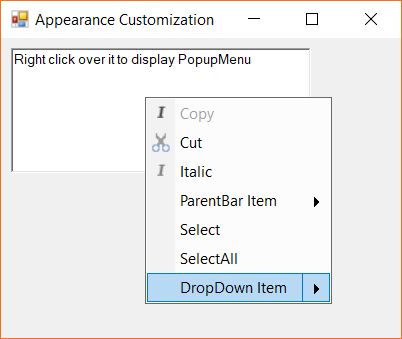 Appearance Customization
Right click over it to display PopupMenu
Copy
Cut
Italic
ParentBar Item
Select
SelectAll
DropDown Item